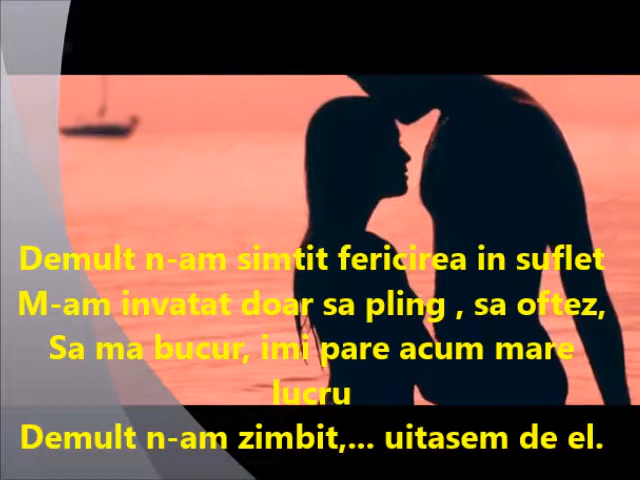 Demult n-am simtit fericirea in suflet
M-am invatat doar sa pling , sa oftez,
Sa ma bucur, imi pare acum mare
lucru
Demult n-am zimbit,... uitasem de el.